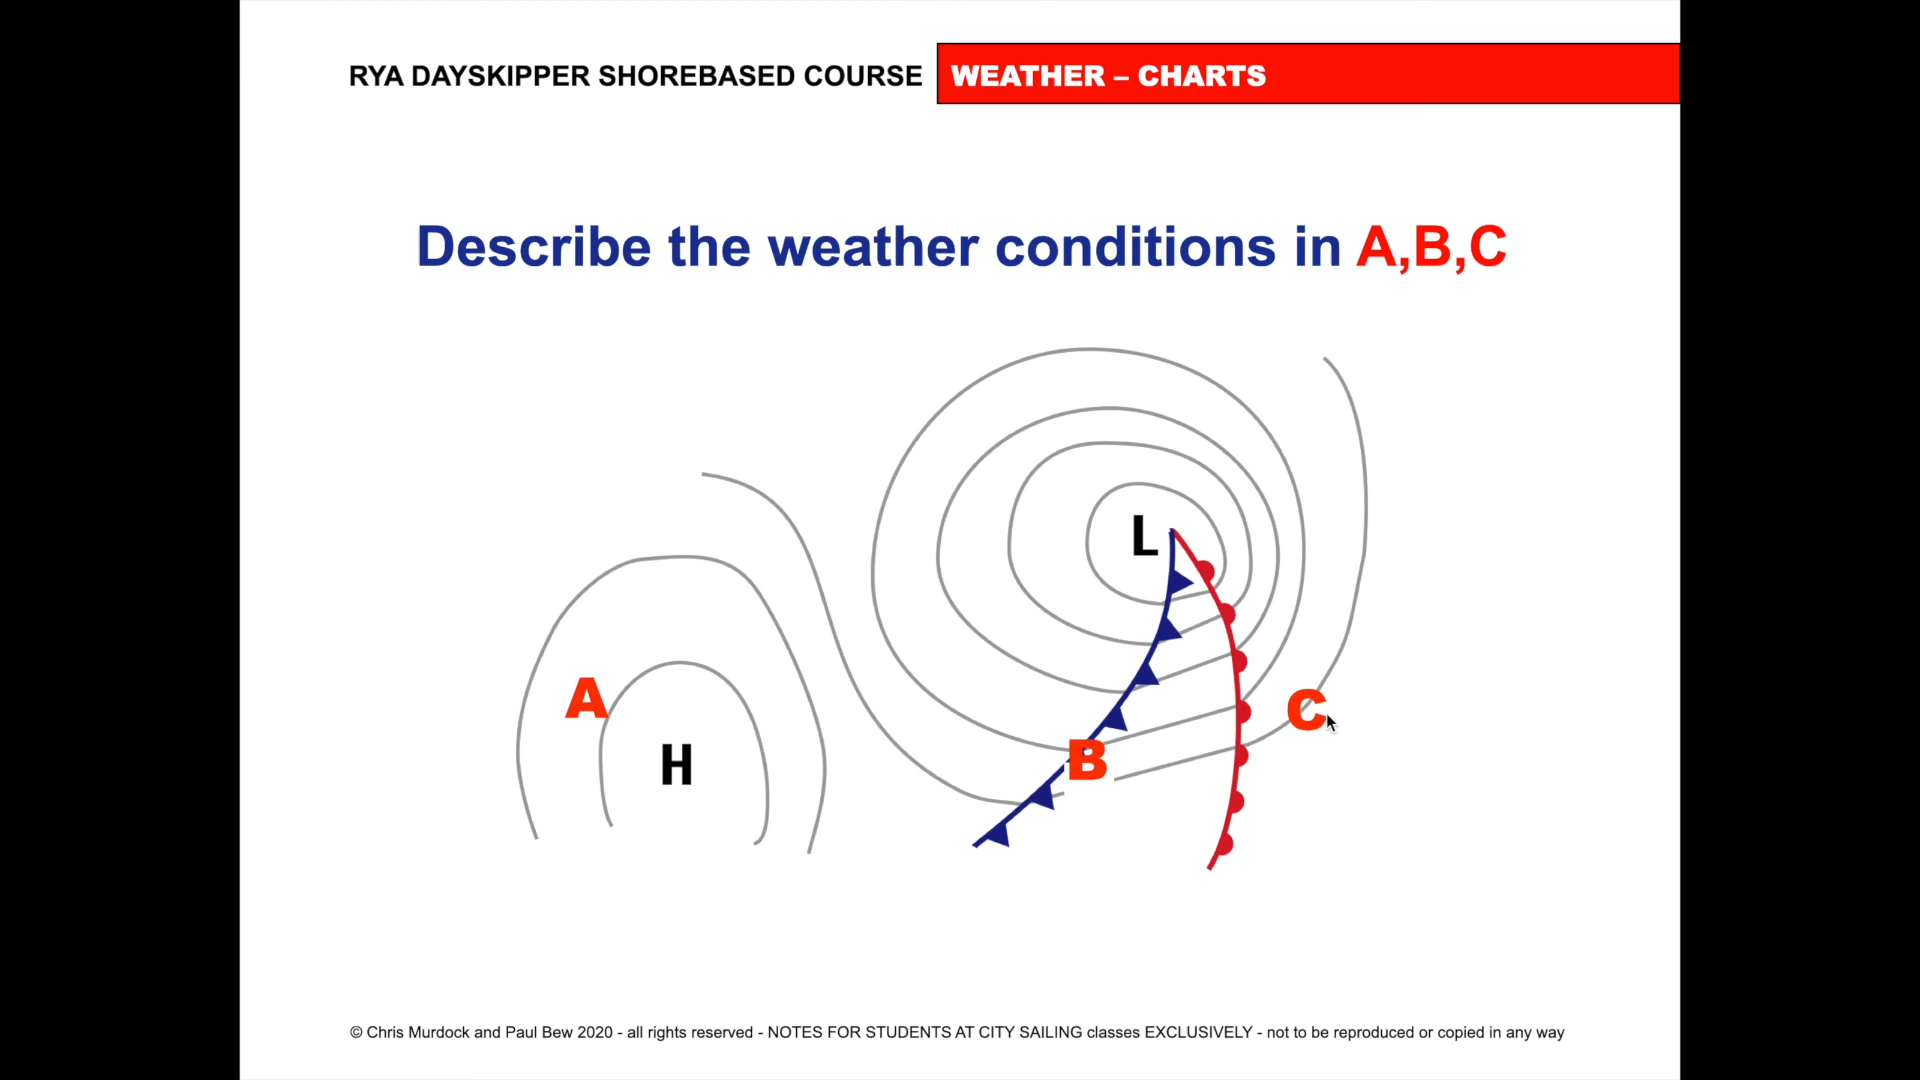 RYA DAYSKIPPER SHOREBASED COURSE WEATHER – CHARTS
Describe the weather conditions in A,B,C
L
A
C
H
B
© Chris Murdock and Paul Bew 2020 - all rights reserved - NOTES FOR STUDENTS AT CITY SAILING classes EXCLUSIVELY - not to be reproduced or copied in any way